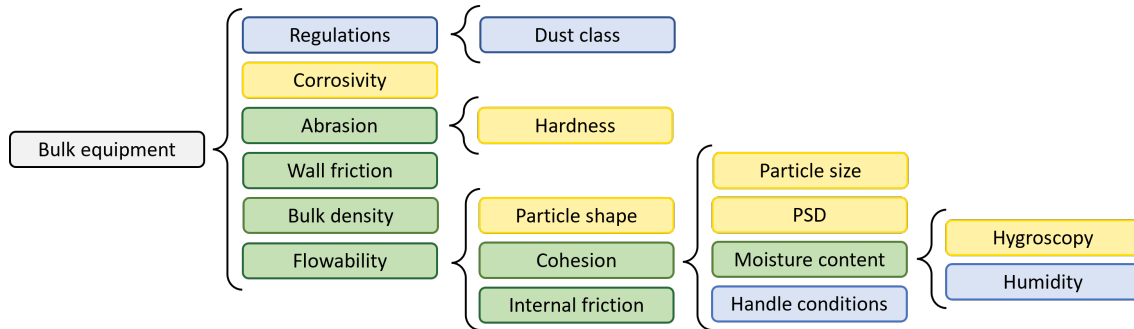 Bulk equipment
Regulations
Corrosivity
Abrasion
Wall friction
Bulk density
Flowability
Dust class
Hardness
Particle shape
Cohesion
Internal friction
Particle size
PSD
Moisture content
Handle conditions
Hygroscopy
Humidity